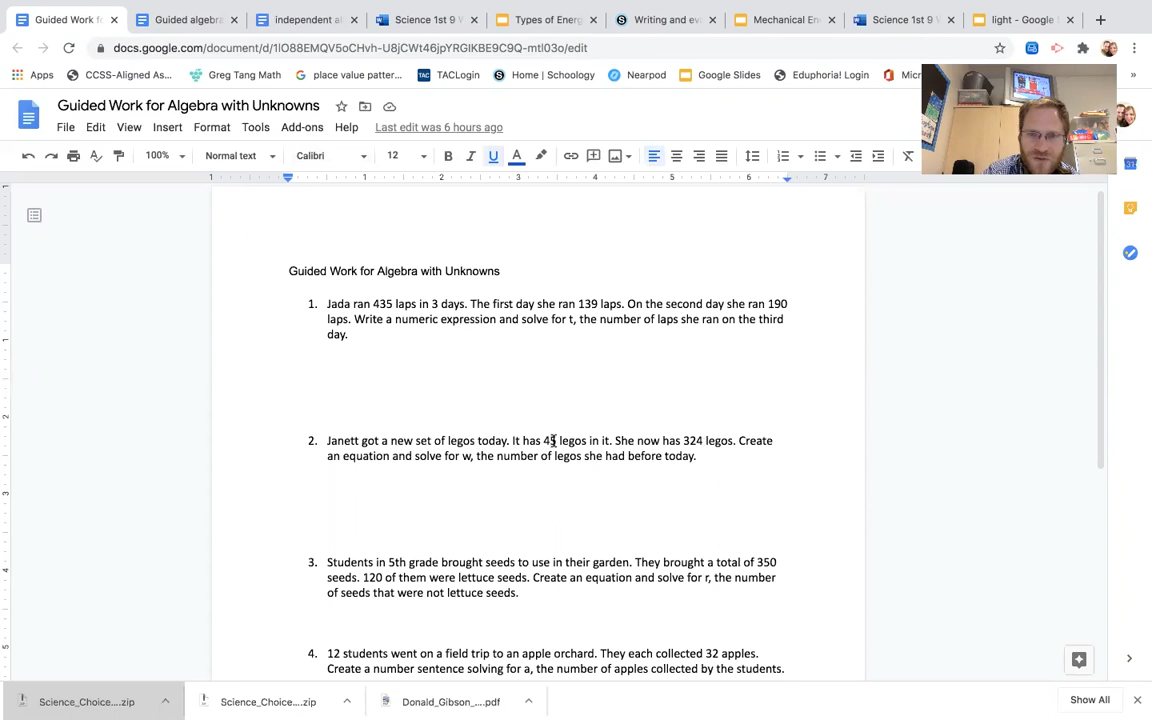 Guided Work f
Guided algebra
independent al
Science 1st 9 W
Types of Energ
Writing and ev
Mechanical En
Science 1st 9
light - Google S
docs.google.com/document/d/1lO88EMQV5oCHvh-U8jCWt46jpYRGIKBE9C9Q-mtl03o/edit
Apps
CCSS-Aligned As...
Greg Tang Math
place value patter...
TACLogin
Home | Schoology
Nearpod
Google Slides
Eduphoria! Login
Micr
Guided Work for Algebra with Unknowns
File Edit View Insert Format Tools Add-ons Help Last edit was 6 hours ago
100% Normal text Calibri 12 B I U A
1 1 2 3 4 5 6 7
Guided Work for Algebra with Unknowns
1. Jada ran 435 laps in 3 days. The first day she ran 139 laps. On the second day she ran 190
laps. Write a numeric expression and solve for t, the number of laps she ran on the third
day.
2. Janett got a new set of legos today. It has 45 legos in it. She now has 324 legos. Create
an equation and solve for w, the number of legos she had before today.
3. Students in 5th grade brought seeds to use in their garden. They brought a total of 350
seeds. 120 of them were lettuce seeds. Create an equation and solve for r, the number
of seeds that were not lettuce seeds.
4. 12 students went on a field trip to an apple orchard. They each collected 32 apples.
Create a number sentence solving for a, the number of apples collected by the students.
Science_Choice....zip
Science_Choice....zip
Donald_Gibson_....pdf
Show All